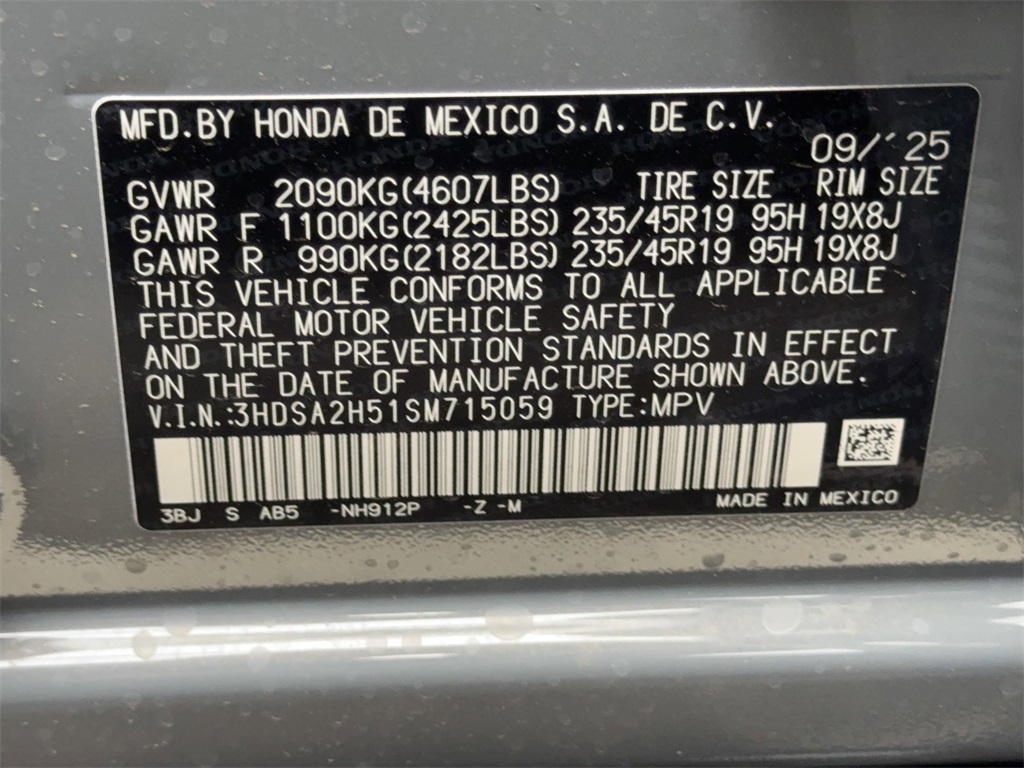 MFD.BY HONDA DE MEXICO S.A. DE C.V.
09/ 25
GVWR 2090KG(4607LBS) TIRE SIZE RIM SIZE
GAWR F 1100KG(2425LBS) 235/45R19 95H 19X8J
GAWR R 990KG(2182LBS) 235/45R19 95H 19X8J
THIS VEHICLE CONFORMS TO ALL APPLICABLE
FEDERAL MOTOR VEHICLE SAFETY
AND THEFT PREVENTION STANDARDS IN EFFECT
ON THE DATE OF MANUFACTURE SHOWN ABOVE.
V.I.N.:3HDSA2H51SM715059 TYPE:MPV
3BJ S AB5 -NH912P -Z -M MADE IN MEXICO